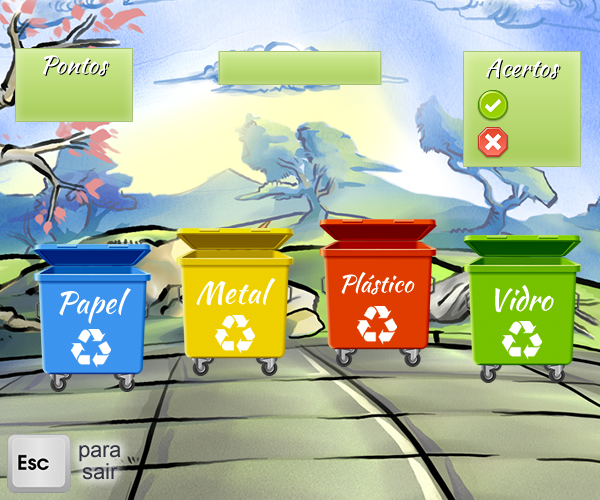 Pontos
Acertos
Papel
Metal
Plástico
Vidro
Esc
para
sair